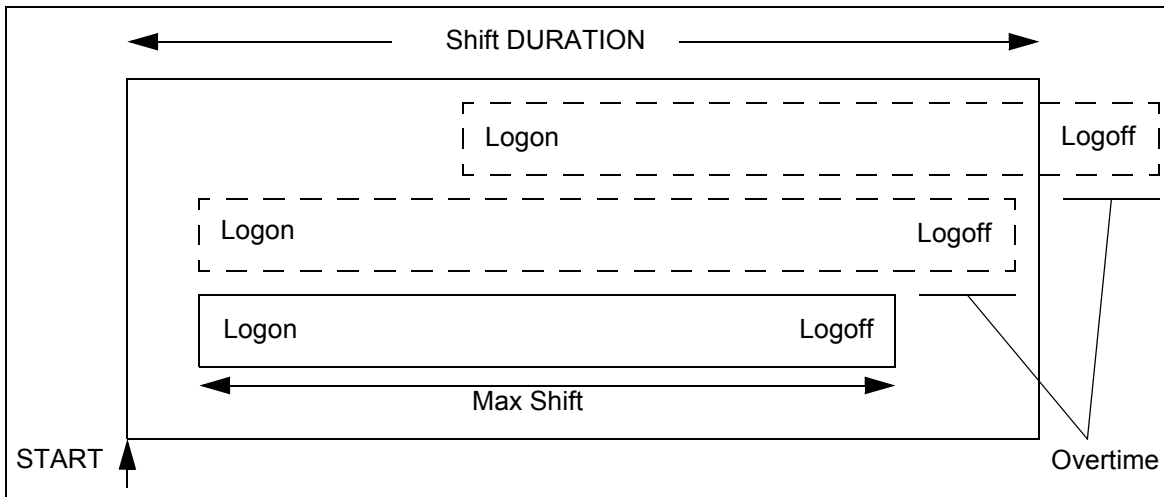 Shift DURATION
Logon
Logoff
Logon
Logoff
Logon
Logoff
Max Shift
START
Overtime